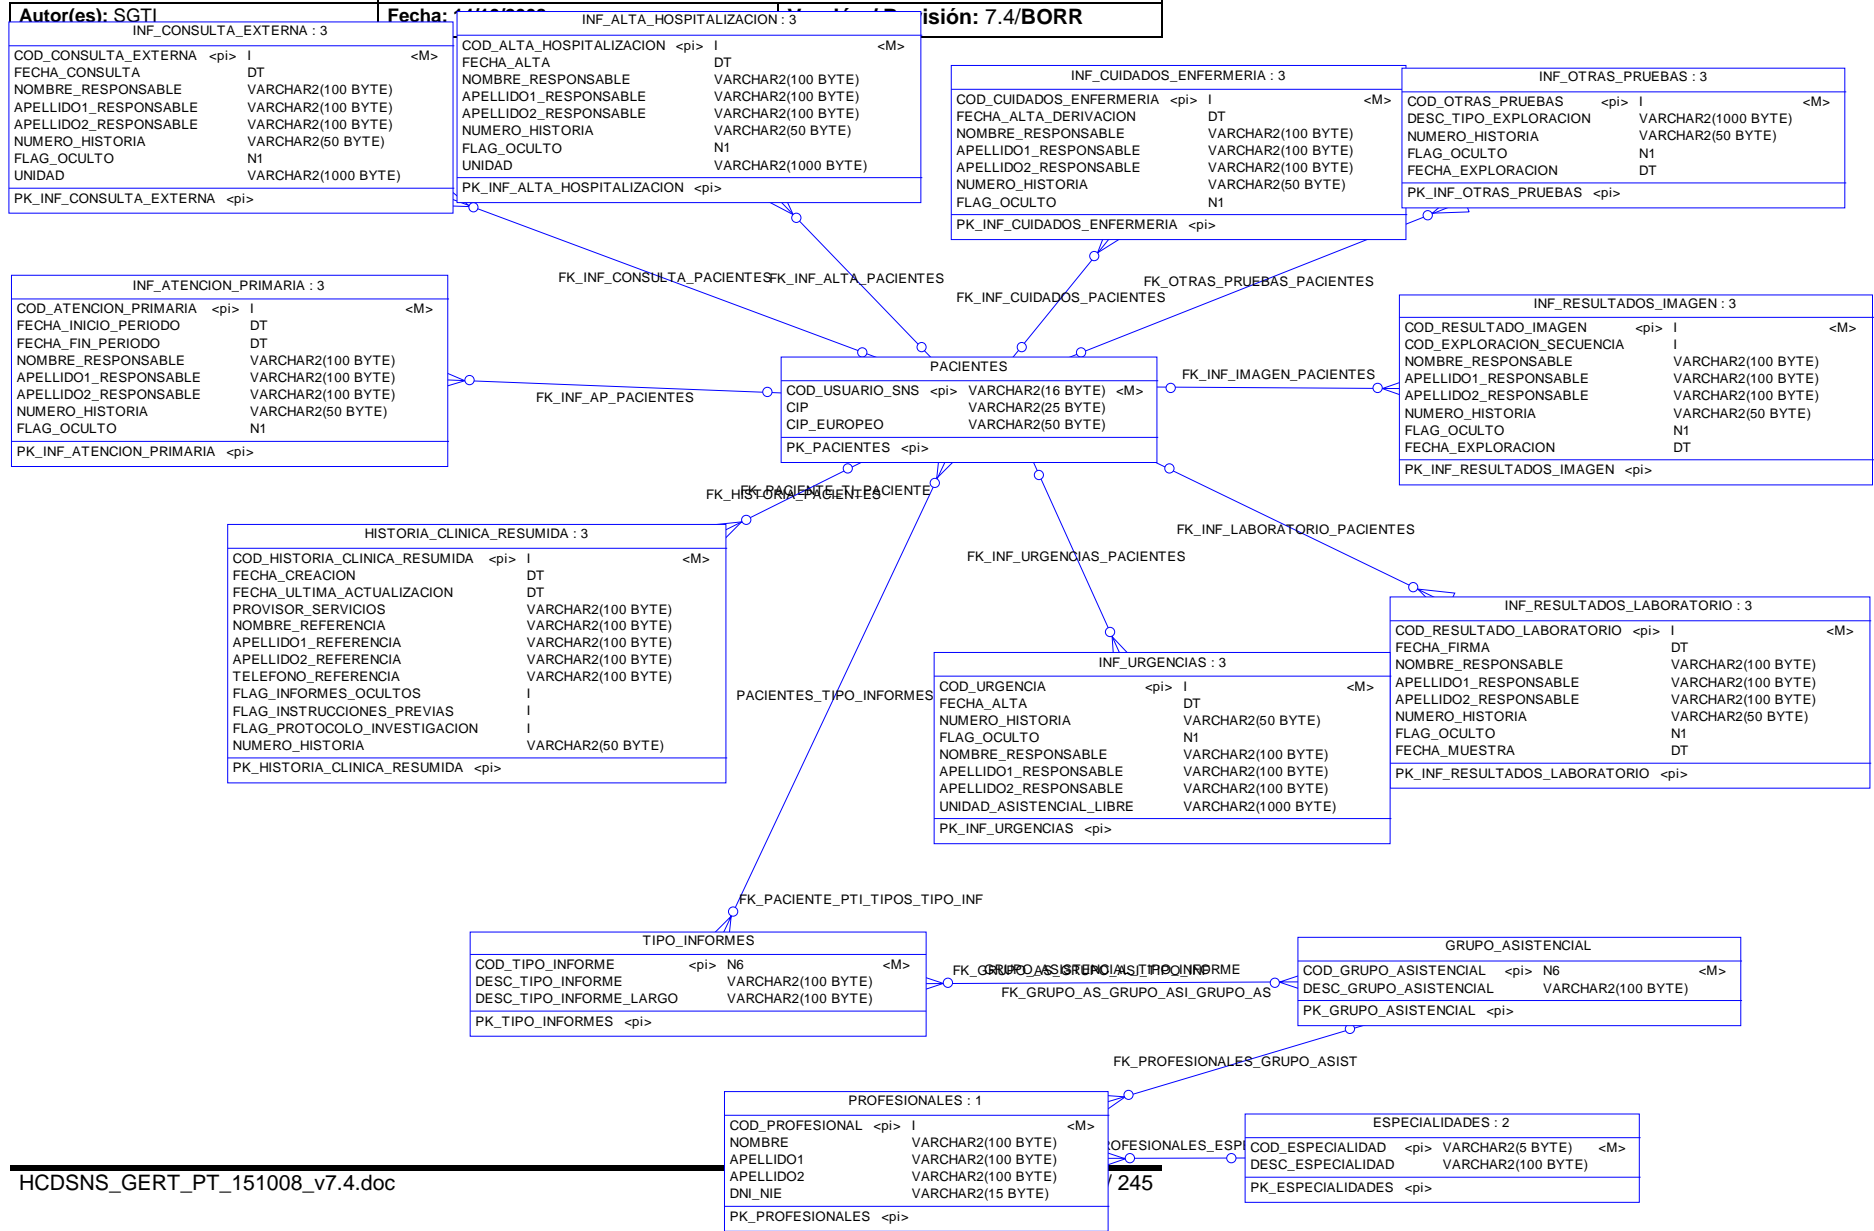 Autor(es): SGTI
Fecha:
isión: 7.4/BORR
INF_CONSULTA_EXTERNA : 3
COD_CONSULTA_EXTERNA <pi> I <M>
FECHA_CONSULTA DT
NOMBRE_RESPONSABLE VARCHAR2(100 BYTE)
APELLIDO1_RESPONSABLE VARCHAR2(100 BYTE)
APELLIDO2_RESPONSABLE VARCHAR2(100 BYTE)
NUMERO_HISTORIA VARCHAR2(50 BYTE)
FLAG_OCULTO N1
UNIDAD VARCHAR2(1000 BYTE)
PK_INF_CONSULTA_EXTERNA <pi>
INF_ALTA_HOSPITALIZACION : 3
COD_ALTA_HOSPITALIZACION <pi> I <M>
FECHA_ALTA DT
NOMBRE_RESPONSABLE VARCHAR2(100 BYTE)
APELLIDO1_RESPONSABLE VARCHAR2(100 BYTE)
APELLIDO2_RESPONSABLE VARCHAR2(100 BYTE)
NUMERO_HISTORIA VARCHAR2(50 BYTE)
FLAG_OCULTO N1
UNIDAD VARCHAR2(1000 BYTE)
PK_INF_ALTA_HOSPITALIZACION <pi>
INF_CUIDADOS_ENFERMERIA : 3
COD_CUIDADOS_ENFERMERIA <pi> I <M>
FECHA_ALTA_DERIVACION DT
NOMBRE_RESPONSABLE VARCHAR2(100 BYTE)
APELLIDO1_RESPONSABLE VARCHAR2(100 BYTE)
APELLIDO2_RESPONSABLE VARCHAR2(100 BYTE)
NUMERO_HISTORIA VARCHAR2(50 BYTE)
FLAG_OCULTO N1
PK_INF_CUIDADOS_ENFERMERIA <pi>
INF_OTRAS_PRUEBAS : 3
COD_OTRAS_PRUEBAS <pi> I <M>
DESC_TIPO_EXPLORACION VARCHAR2(1000 BYTE)
NUMERO_HISTORIA VARCHAR2(50 BYTE)
FLAG_OCULTO N1
FECHA_EXPLORACION DT
PK_INF_OTRAS_PRUEBAS <pi>
FK_INF_CONSULTA_PACIENTES
FK_INF_ALTA_PACIENTES
FK_INF_CUIDADOS_PACIENTES
FK_OTRAS_PRUEBAS_PACIENTES
INF_ATENCION_PRIMARIA : 3
COD_ATENCION_PRIMARIA <pi> I <M>
FECHA_INICIO_PERIODO DT
FECHA_FIN_PERIODO DT
NOMBRE_RESPONSABLE VARCHAR2(100 BYTE)
APELLIDO1_RESPONSABLE VARCHAR2(100 BYTE)
APELLIDO2_RESPONSABLE VARCHAR2(100 BYTE)
NUMERO_HISTORIA VARCHAR2(50 BYTE)
FLAG_OCULTO N1
PK_INF_ATENCION_PRIMARIA <pi>
FK_INF_AP_PACIENTES
PACIENTES
COD_USUARIO_SNS <pi> VARCHAR2(16 BYTE) <M>
CIP VARCHAR2(25 BYTE)
CIP_EUROPEO VARCHAR2(50 BYTE)
PK_PACIENTES <pi>
FK_INF_IMAGEN_PACIENTES
INF_RESULTADOS_IMAGEN : 3
COD_RESULTADO_IMAGEN <pi> I <M>
COD_EXPLORACION_SECUENCIA I
NOMBRE_RESPONSABLE VARCHAR2(100 BYTE)
APELLIDO1_RESPONSABLE VARCHAR2(100 BYTE)
APELLIDO2_RESPONSABLE VARCHAR2(100 BYTE)
NUMERO_HISTORIA VARCHAR2(50 BYTE)
FLAG_OCULTO N1
FECHA_EXPLORACION DT
PK_INF_RESULTADOS_IMAGEN <pi>
FK_HISTORIA_PACIENTES
FK_PACIENTE_TI_PACIENTE
HISTORIA_CLINICA_RESUMIDA : 3
COD_HISTORIA_CLINICA_RESUMIDA <pi> I <M>
FECHA_CREACION DT
FECHA_ULTIMA_ACTUALIZACION DT
PROVISOR_SERVICIOS VARCHAR2(100 BYTE)
NOMBRE_REFERENCIA VARCHAR2(100 BYTE)
APELLIDO1_REFERENCIA VARCHAR2(100 BYTE)
APELLIDO2_REFERENCIA VARCHAR2(100 BYTE)
TELEFONO_REFERENCIA VARCHAR2(100 BYTE)
FLAG_INFORMES_OCULTOS I
FLAG_INSTRUCCIONES_PREVIAS I
FLAG_PROTOCOLO_INVESTIGACION I
NUMERO_HISTORIA VARCHAR2(50 BYTE)
PK_HISTORIA_CLINICA_RESUMIDA <pi>
FK_INF_LABORATORIO_PACIENTES
FK_INF_URGENCIAS_PACIENTES
PACIENTES_TIPO_INFORMES
INF_URGENCIAS : 3
COD_URGENCIA <pi> I <M>
FECHA_ALTA DT
NUMERO_HISTORIA VARCHAR2(50 BYTE)
FLAG_OCULTO N1
NOMBRE_RESPONSABLE VARCHAR2(100 BYTE)
APELLIDO1_RESPONSABLE VARCHAR2(100 BYTE)
APELLIDO2_RESPONSABLE VARCHAR2(100 BYTE)
UNIDAD_ASISTENCIAL_LIBRE VARCHAR2(1000 BYTE)
PK_INF_URGENCIAS <pi>
INF_RESULTADOS_LABORATORIO : 3
COD_RESULTADO_LABORATORIO <pi> I <M>
FECHA_FIRMA DT
NOMBRE_RESPONSABLE VARCHAR2(100 BYTE)
APELLIDO1_RESPONSABLE VARCHAR2(100 BYTE)
APELLIDO2_RESPONSABLE VARCHAR2(100 BYTE)
NUMERO_HISTORIA VARCHAR2(50 BYTE)
FLAG_OCULTO N1
FECHA_MUESTRA DT
PK_INF_RESULTADOS_LABORATORIO <pi>
FK_PACIENTE_PTI_TIPOS_TIPO_INF
TIPO_INFORMES
COD_TIPO_INFORME <pi> N6 <M>
DESC_TIPO_INFORME VARCHAR2(100 BYTE)
DESC_TIPO_INFORME_LARGO VARCHAR2(100 BYTE)
PK_TIPO_INFORMES <pi>
GRUPO_ASISTENCIAL_TIPO_INFORME
FK_GRUPO_AS_GRUPO_ASI_GRUPO_AS
GRUPO_ASISTENCIAL
COD_GRUPO_ASISTENCIAL <pi> N6 <M>
DESC_GRUPO_ASISTENCIAL VARCHAR2(100 BYTE)
PK_GRUPO_ASISTENCIAL <pi>
FK_PROFESIONALES_GRUPO_ASIST
PROFESIONALES : 1
COD_PROFESIONAL <pi> I <M>
NOMBRE VARCHAR2(100 BYTE)
APELLIDO1 VARCHAR2(100 BYTE)
APELLIDO2 VARCHAR2(100 BYTE)
DNI_NIE VARCHAR2(15 BYTE)
PK_PROFESIONALES <pi>
OFESIONALES_ESP
ESPECIALIDADES : 2
COD_ESPECIALIDAD <pi> VARCHAR2(5 BYTE) <M>
DESC_ESPECIALIDAD VARCHAR2(100 BYTE)
PK_ESPECIALIDADES <pi>
HCDSNS_GERT_PT_151008_v7.4.doc
/ 245